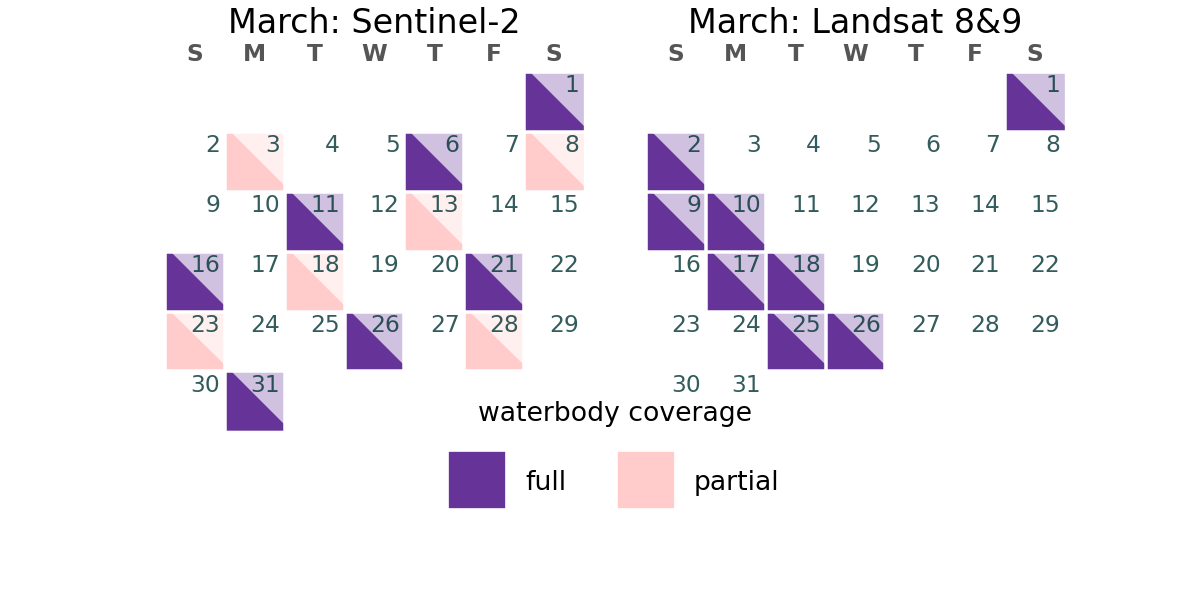 March: Sentinel-2
S M T W T F S
1
2 3 4 5 6 7 8
9 10 11 12 13 14 15
16 17 18 19 20 21 22
23 24 25 26 27 28 29
30 31
March: Landsat 8&9
S M T W T F S
1
2 3 4 5 6 7 8
9 10 11 12 13 14 15
16 17 18 19 20 21 22
23 24 25 26 27 28 29
30 31
waterbody coverage
full partial